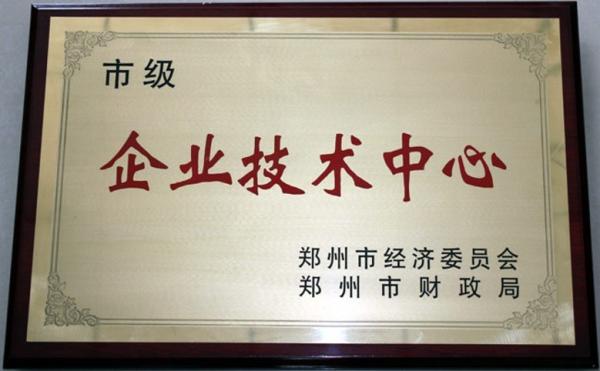 市级
企业技术中心
郑州市经济委员会
郑州市财政局